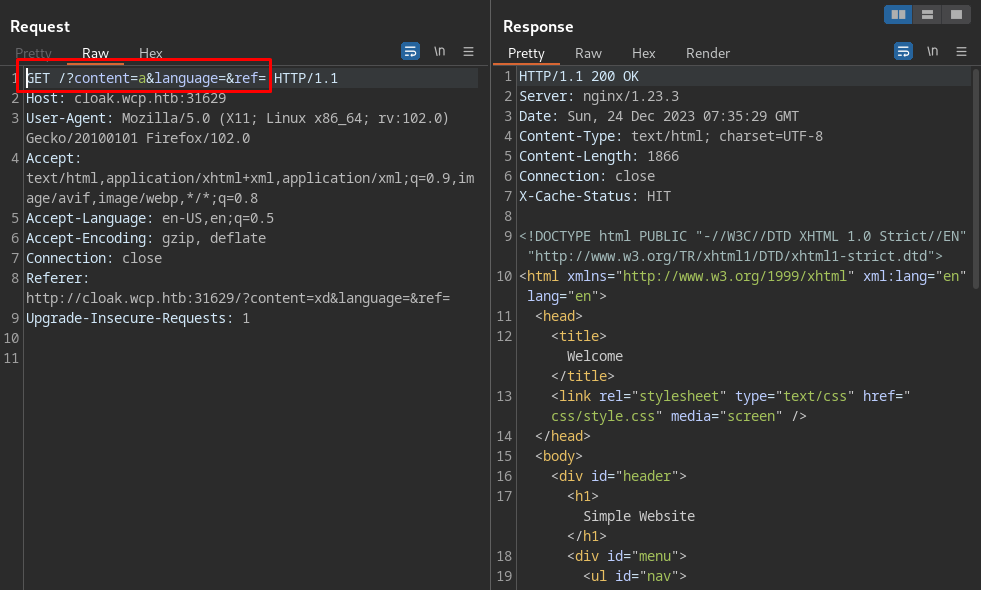 Request
Pretty Raw Hex \n
1 GET /?content=a&language=&ref= HTTP/1.1
2 Host: cloak.wcp.htb:31629
3 User-Agent: Mozilla/5.0 (X11; Linux x86_64; rv:102.0)
Gecko/20100101 Firefox/102.0
4 Accept:
text/html,application/xhtml+xml,application/xml;q=0.9,im
age/avif,image/webp,*/*;q=0.8
5 Accept-Language: en-US,en;q=0.5
6 Accept-Encoding: gzip, deflate
7 Connection: close
8 Referer:
http://cloak.wcp.htb:31629/?content=xd&language=&ref=
9 Upgrade-Insecure-Requests: 1
10
11
Response
Pretty Raw Hex Render \n
1 HTTP/1.1 200 OK
2 Server: nginx/1.23.3
3 Date: Sun, 24 Dec 2023 07:35:29 GMT
4 Content-Type: text/html; charset=UTF-8
5 Content-Length: 1866
6 Connection: close
7 X-Cache-Status: HIT
8
9 <!DOCTYPE html PUBLIC "-//W3C//DTD XHTML 1.0 Strict//EN"
"http://www.w3.org/TR/xhtml1/DTD/xhtml1-strict.dtd">
10 <html xmlns="http://www.w3.org/1999/xhtml" xml:lang="en"
lang="en">
11 <head>
12 <title>
Welcome
</title>
13 <link rel="stylesheet" type="text/css" href="
css/style.css" media="screen" />
14 </head>
15 <body>
16 <div id="header">
17 <h1>
Simple Website
</h1>
18 <div id="menu">
19 <ul id="nav">